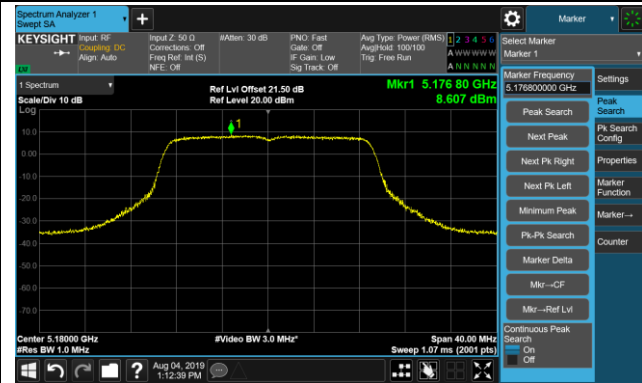 Spectrum Analyzer 1
Swept SA
+
Marker
KEYSIGHT
Input: RF
Coupling: DC
Align: Auto
Input Z: 50 Ω
Corrections: Off
Freq Ref: Int (S)
NFE: Off
#Atten: 30 dB
PNO: Fast
Gate: Off
IF Gain: Low
Sig Track: Off
Avg Type: Power (RMS)
Avg|Hold: 100/100
Trig: Free Run
1 2 3 4 5 6
A W W W W W
A N N N N N
Select Marker
Marker 1
1 Spectrum
Scale/Div 10 dB
Log
Ref Lvl Offset 21.50 dB
Ref Level 20.00 dBm
Mkr1 5.176 80 GHz
8.607 dBm
1
10.0
0.00
-10.0
-20.0
-30.0
-40.0
-50.0
-60.0
-70.0
Center 5.18000 GHz
#Res BW 1.0 MHz
#Video BW 3.0 MHz*
Span 40.00 MHz
Sweep 1.07 ms (2001 pts)
Marker Frequency
5.176800000 GHz
Peak Search
Next Peak
Next Pk Right
Next Pk Left
Minimum Peak
Pk-Pk Search
Marker Delta
Mkr→CF
Mkr→Ref Lvl
Continuous Peak
Search
On
Off
Settings
Peak
Search
Pk Search
Config
Properties
Marker
Function
Marker→
Counter
?
Aug 04, 2019
1:12:39 PM